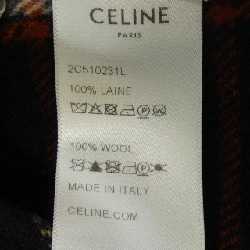 CELINE
PARIS
2C510231L
100% LAINE
100% WOOL
MADE IN ITALY
CELINE.COM